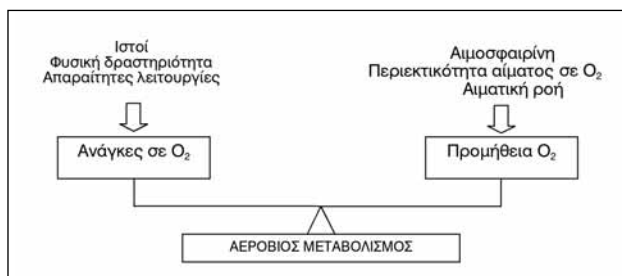 Ιστοί
Φυσική δραστηριότητα
Απαραίτητες λειτουργίες
Ανάγκες σε O₂
Αιμοσφαιρίνη
Περιεκτικότητα αίματος σε O₂
Αιματική ροή
Προμήθεια O₂
ΑΕΡΟΒΙΟΣ ΜΕΤΑΒΟΛΙΣΜΟΣ